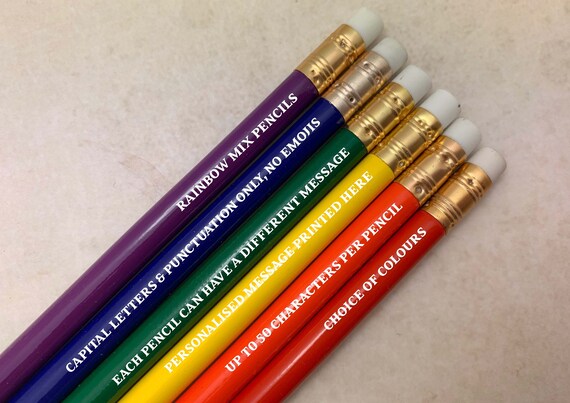 RAINBOW MIX PENCILS
CAPITAL LETTERS & PUNCTUATION ONLY, NO EMOJIS
EACH PENCIL CAN HAVE A DIFFERENT MESSAGE
PERSONALISED MESSAGE PRINTED HERE
UP TO 80 CHARACTERS PER PENCIL
CHOICE OF COLOURS